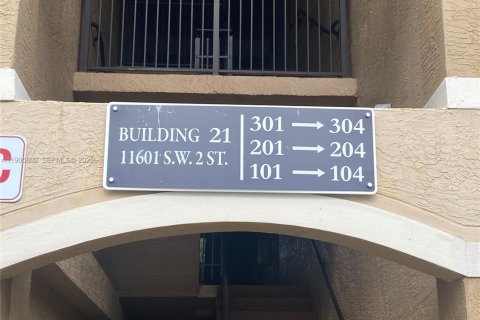 BUILDING 21
11601 S.W. 2 ST.
301 → 304
201 → 204
101 → 104
C